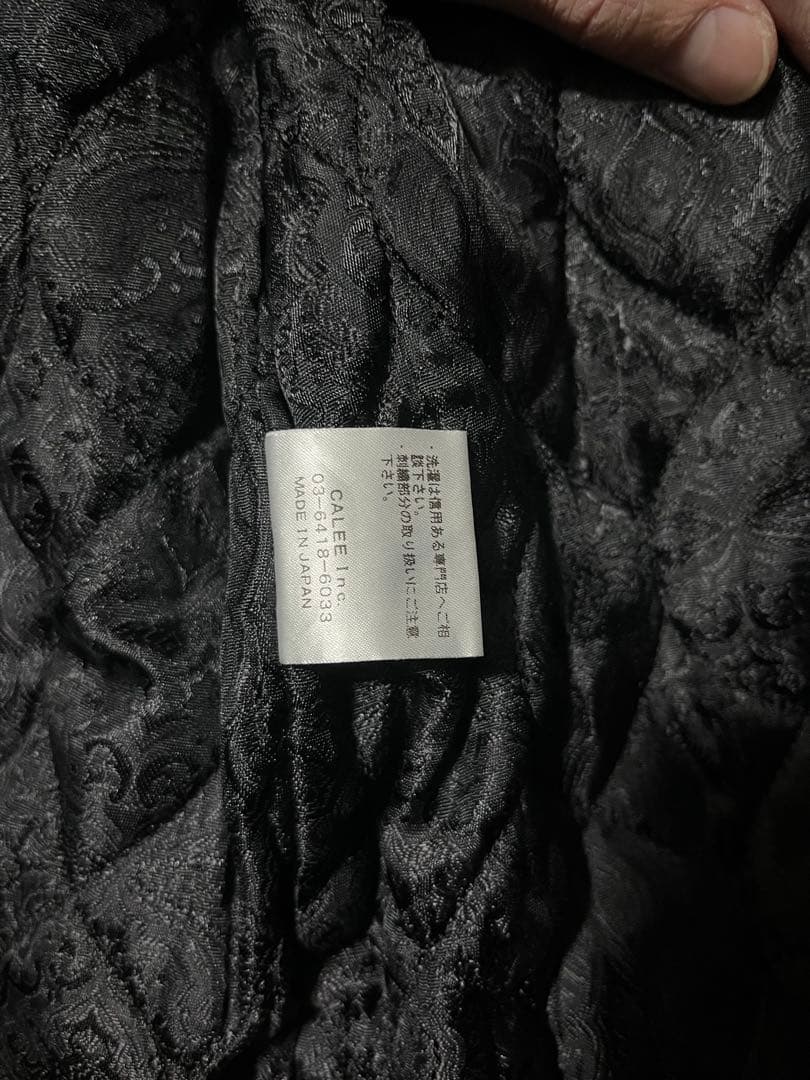 ・洗濯は信用ある専門店へご相
談下さい。
・刺繍部分の取り扱いにご注意
下さい。
CALEE Inc.
03-6418-6033
MADE IN JAPAN